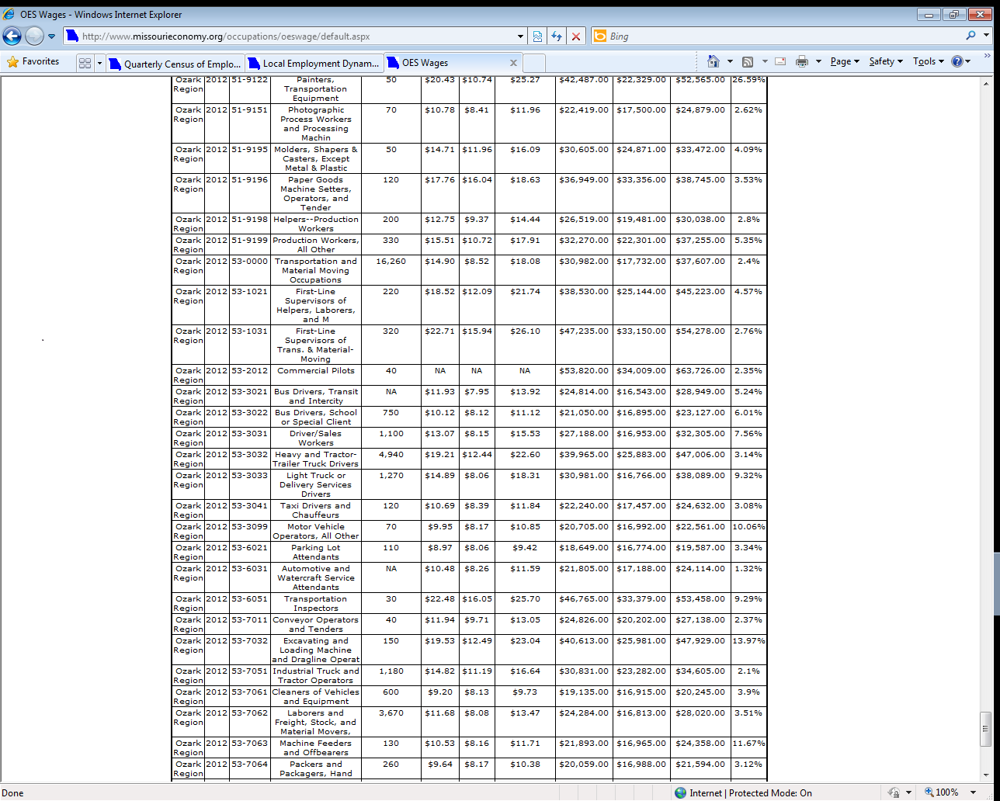 OES Wages - Windows Internet Explorer
http://www.missourieconomy.org/occupations/oeswage/default.aspx
Bing
Favorites
Quarterly Census of Emplo...
Local Employment Dynam...
OES Wages
Page
Safety
Tools
Ozark 2012 51-9122 Painters, 50 $20.43 $10.74 $25.27 $42,487.00 $22,329.00 $52,565.00 26.59%
Region Transportation
Equipment
Ozark 2012 51-9151 Photographic 70 $10.78 $8.41 $11.96 $22,419.00 $17,500.00 $24,879.00 2.62%
Region Process Workers
and Processing
Machin
Ozark 2012 51-9195 Molders, Shapers & 50 $14.71 $11.96 $16.09 $30,605.00 $24,871.00 $33,472.00 4.09%
Region Casters, Except
Metal & Plastic
Ozark 2012 51-9196 Paper Goods 120 $17.76 $16.04 $18.63 $36,949.00 $33,356.00 $38,745.00 3.53%
Region Machine Setters,
Operators, and
Tender
Ozark 2012 51-9198 Helpers--Production 200 $12.75 $9.37 $14.44 $26,519.00 $19,481.00 $30,038.00 2.8%
Region Workers
Ozark 2012 51-9199 Production Workers, 330 $15.51 $10.72 $17.91 $32,270.00 $22,301.00 $37,255.00 5.35%
Region All Other
Ozark 2012 53-0000 Transportation and 16,260 $14.90 $8.52 $18.08 $30,982.00 $17,732.00 $37,607.00 2.4%
Region Material Moving
Occupations
Ozark 2012 53-1021 First-Line 220 $18.52 $12.09 $21.74 $38,530.00 $25,144.00 $45,223.00 4.57%
Region Supervisors of
Helpers, Laborers,
and M
Ozark 2012 53-1031 First-Line 320 $22.71 $15.94 $26.10 $47,235.00 $33,150.00 $54,278.00 2.76%
Region Supervisors of
Trans. & Material-
Moving
Ozark 2012 53-2012 Commercial Pilots 40 NA NA NA $53,820.00 $34,009.00 $63,726.00 2.35%
Region
Ozark 2012 53-3021 Bus Drivers, Transit NA $11.93 $7.95 $13.92 $24,814.00 $16,543.00 $28,949.00 5.24%
Region and Intercity
Ozark 2012 53-3022 Bus Drivers, School 750 $10.12 $8.12 $11.12 $21,050.00 $16,895.00 $23,127.00 6.01%
Region or Special Client
Ozark 2012 53-3031 Driver/Sales 1,100 $13.07 $8.15 $15.53 $27,188.00 $16,953.00 $32,305.00 7.56%
Region Workers
Ozark 2012 53-3032 Heavy and Tractor- 4,940 $19.21 $12.44 $22.60 $39,965.00 $25,883.00 $47,006.00 3.14%
Region Trailer Truck Drivers
Ozark 2012 53-3033 Light Truck or 1,270 $14.89 $8.06 $18.31 $30,981.00 $16,766.00 $38,089.00 9.32%
Region Delivery Services
Drivers
Ozark 2012 53-3041 Taxi Drivers and 120 $10.69 $8.39 $11.84 $22,240.00 $17,457.00 $24,632.00 3.08%
Region Chauffeurs
Ozark 2012 53-3099 Motor Vehicle 70 $9.95 $8.17 $10.85 $20,705.00 $16,992.00 $22,561.00 10.06%
Region Operators, All Other
Ozark 2012 53-6021 Parking Lot 110 $8.97 $8.06 $9.42 $18,649.00 $16,774.00 $19,587.00 3.34%
Region Attendants
Ozark 2012 53-6031 Automotive and NA $10.48 $8.26 $11.59 $21,805.00 $17,188.00 $24,114.00 1.32%
Region Watercraft Service
Attendants
Ozark 2012 53-6051 Transportation 30 $22.48 $16.05 $25.70 $46,765.00 $33,379.00 $53,458.00 9.29%
Region Inspectors
Ozark 2012 53-7011 Conveyor Operators 40 $11.94 $9.71 $13.05 $24,826.00 $20,202.00 $27,138.00 2.37%
Region and Tenders
Ozark 2012 53-7032 Excavating and 150 $19.53 $12.49 $23.04 $40,613.00 $25,981.00 $47,929.00 13.97%
Region Loading Machine
and Dragline Operat
Ozark 2012 53-7051 Industrial Truck and 1,180 $14.82 $11.19 $16.64 $30,831.00 $23,282.00 $34,605.00 2.1%
Region Tractor Operators
Ozark 2012 53-7061 Cleaners of Vehicles 600 $9.20 $8.13 $9.73 $19,135.00 $16,915.00 $20,245.00 3.9%
Region and Equipment
Ozark 2012 53-7062 Laborers and 3,670 $11.68 $8.08 $13.47 $24,284.00 $16,813.00 $28,020.00 3.51%
Region Freight, Stock, and
Material Movers,
Ozark 2012 53-7063 Machine Feeders 130 $10.53 $8.16 $11.71 $21,893.00 $16,965.00 $24,358.00 11.67%
Region and Offbearers
Ozark 2012 53-7064 Packers and 260 $9.64 $8.17 $10.38 $20,059.00 $16,988.00 $21,594.00 3.12%
Region Packagers, Hand
Done
Internet | Protected Mode: On
100%